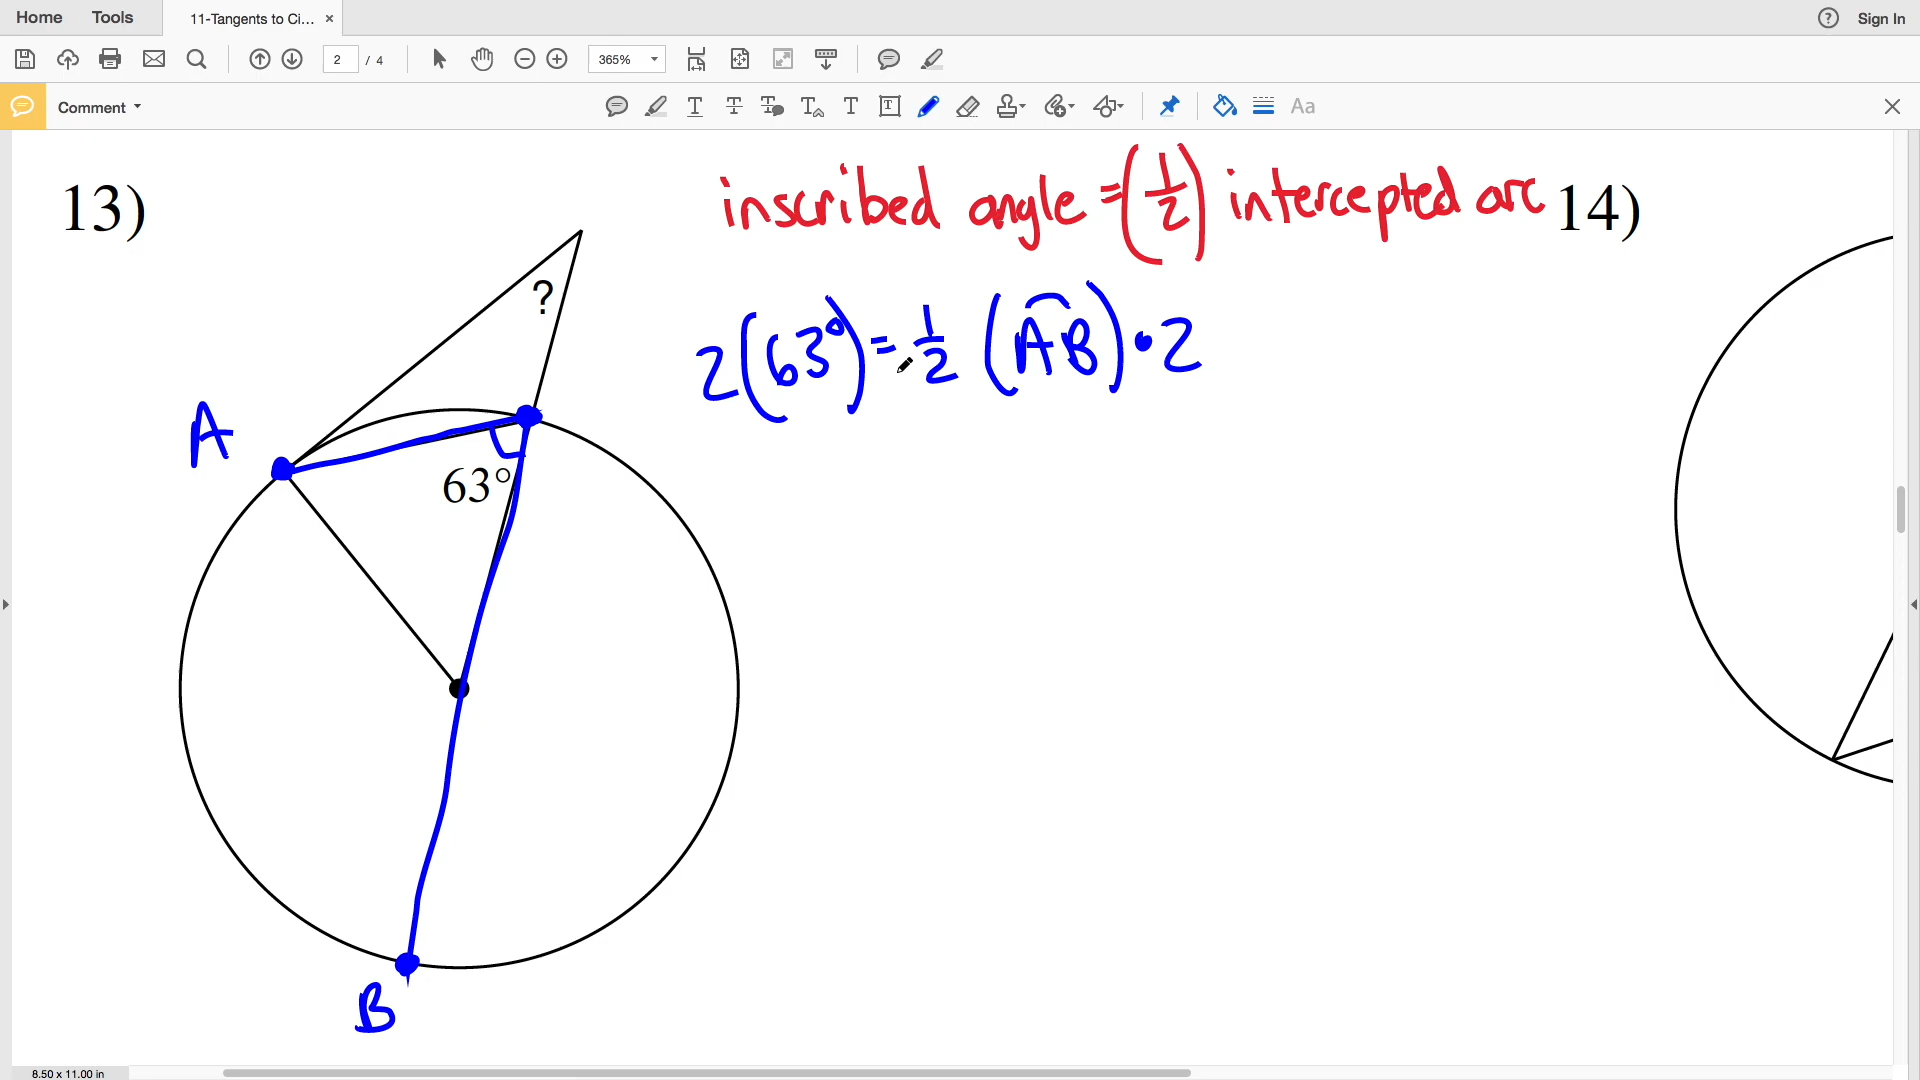 Home Tools 11-Tangents to Ci... × ? Sign In
2 / 4 365%
Comment T T T T T T Aa
13) inscribed angle = (1/2) intercepted arc 14)
?
2(63°) = 1/2 (A͡B) • 2
A
63°
B
8.50 x 11.00 in